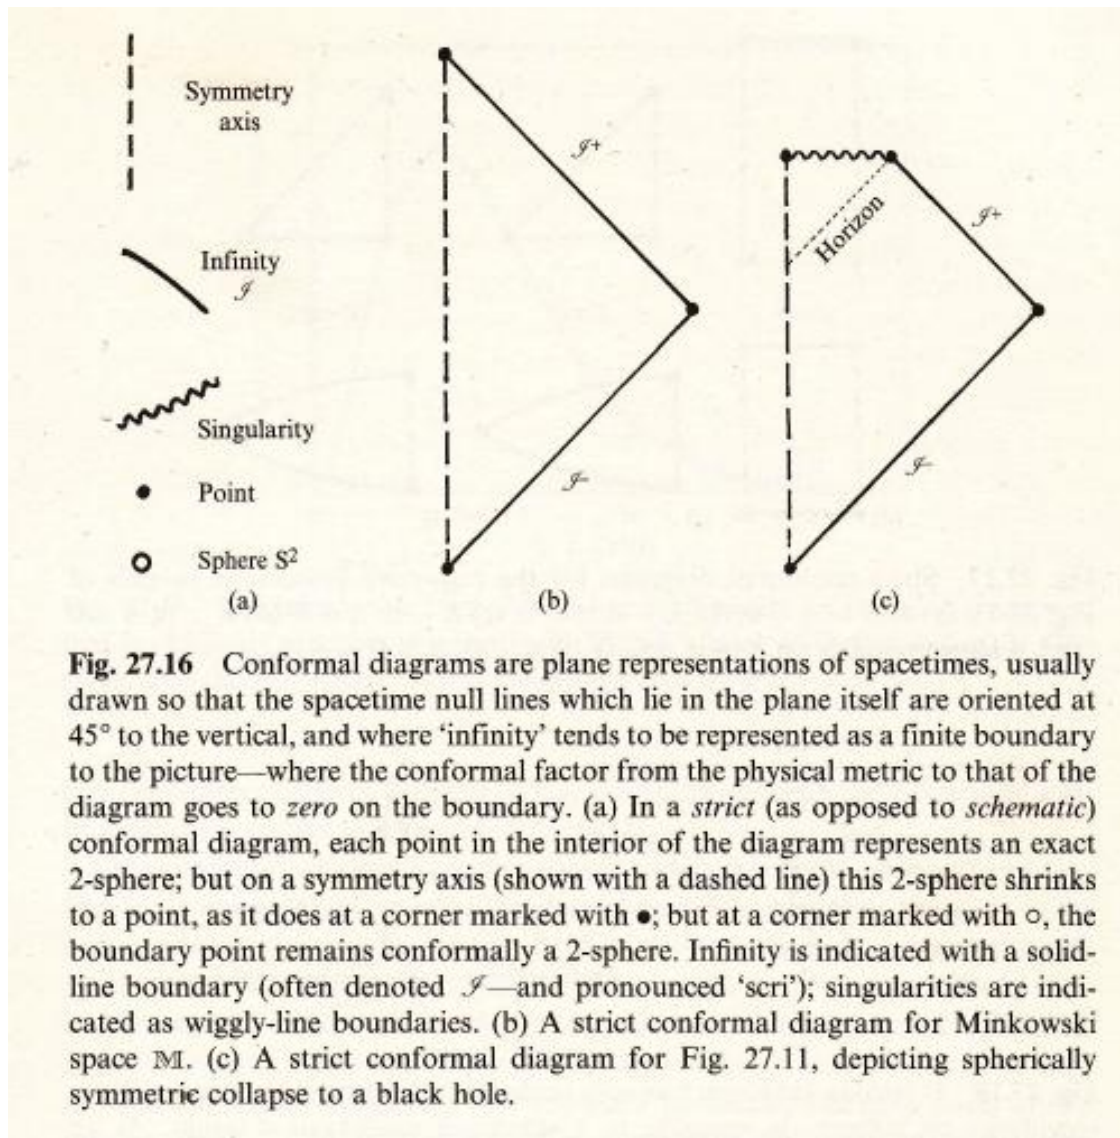 Symmetry
axis
Infinity
ℐ
Singularity
Point
Sphere S²
(a)
ℐ⁺
ℐ⁻
(b)
ℐ⁺
Horizon
ℐ⁻
(c)
Fig. 27.16 Conformal diagrams are plane representations of spacetimes, usually
drawn so that the spacetime null lines which lie in the plane itself are oriented at
45° to the vertical, and where ‘infinity’ tends to be represented as a finite boundary
to the picture—where the conformal factor from the physical metric to that of the
diagram goes to zero on the boundary. (a) In a strict (as opposed to schematic)
conformal diagram, each point in the interior of the diagram represents an exact
2-sphere; but on a symmetry axis (shown with a dashed line) this 2-sphere shrinks
to a point, as it does at a corner marked with ●; but at a corner marked with ○, the
boundary point remains conformally a 2-sphere. Infinity is indicated with a solid-
line boundary (often denoted ℐ—and pronounced ‘scri’); singularities are indi-
cated as wiggly-line boundaries. (b) A strict conformal diagram for Minkowski
space 𝕄. (c) A strict conformal diagram for Fig. 27.11, depicting spherically
symmetric collapse to a black hole.